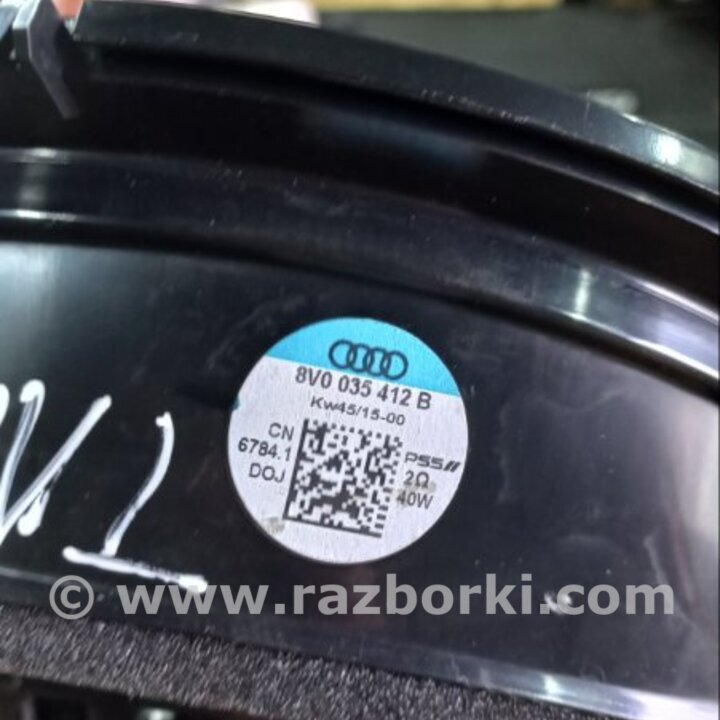 8V0 035 412 B
Kw45/15-00
CN
6784.1
DOJ
PSS
2Ω
40W
© www.razborki.com